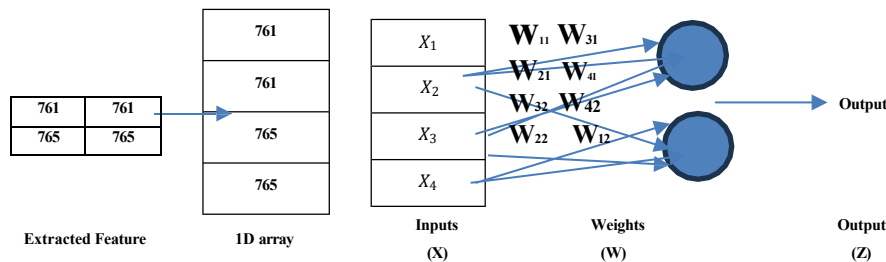 761 761
765 765
Extracted Feature
761
761
765
765
1D array
X₁
X₂
X₃
X₄
Inputs
(X)
W₁₁ W₃₁
W₂₁ W₄₁
W₃₂ W₄₂
W₂₂ W₁₂
Weights
(W)
Output
Output
(Z)